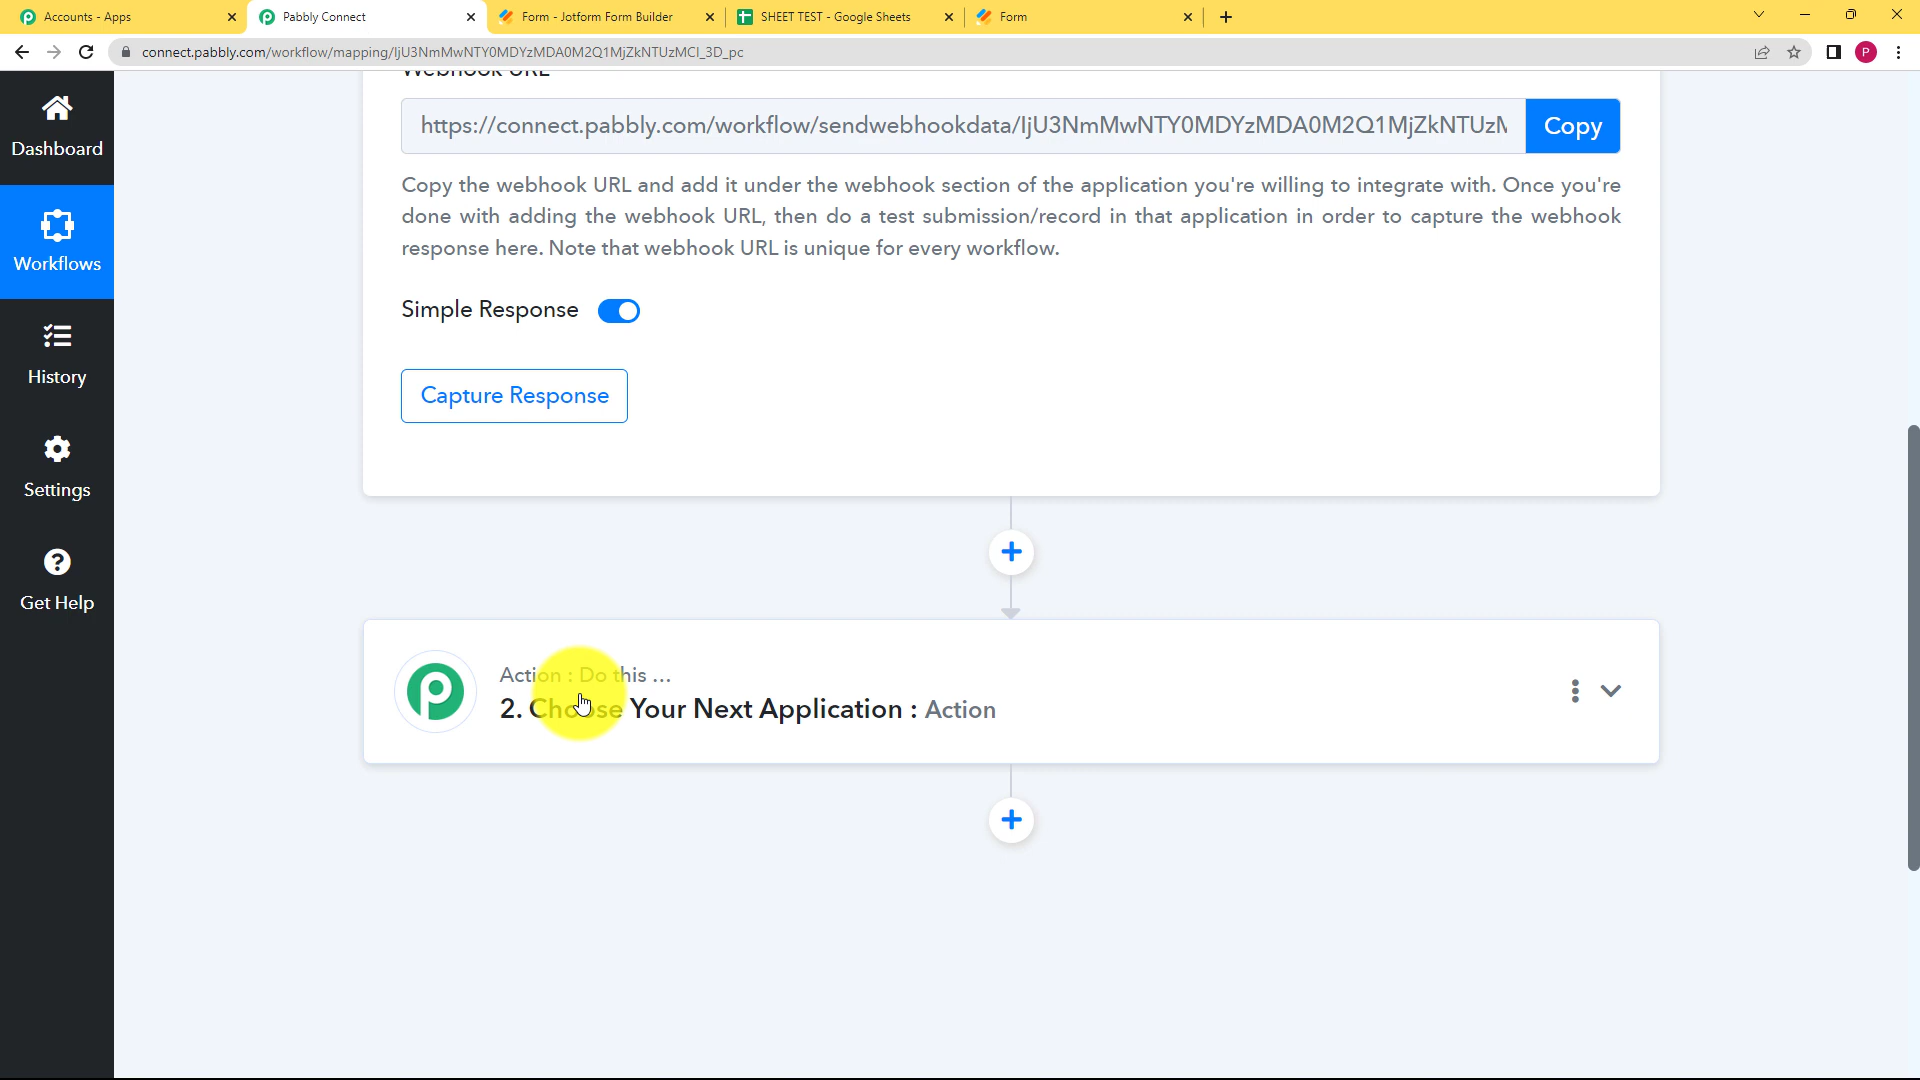 Accounts - Apps
Pabbly Connect
Form - Jotform Form Builder
SHEET TEST - Google Sheets
Form
connect.pabbly.com/workflow/mapping/IjU3NmMwNTY0MDYzMDA0M2Q1MjZkNTUzMCI_3D_pc
P
Dashboard
Workflows
History
Settings
Get Help
Webhook URL
https://connect.pabbly.com/workflow/sendwebhookdata/IjU3NmMwNTY0MDYzMDA0M2Q1MjZkNTUzM
Copy
Copy the webhook URL and add it under the webhook section of the application you're willing to integrate with. Once you're
done with adding the webhook URL, then do a test submission/record in that application in order to capture the webhook
response here. Note that webhook URL is unique for every workflow.
Simple Response
Capture Response
Action : Do this ...
2. Choose Your Next Application : Action